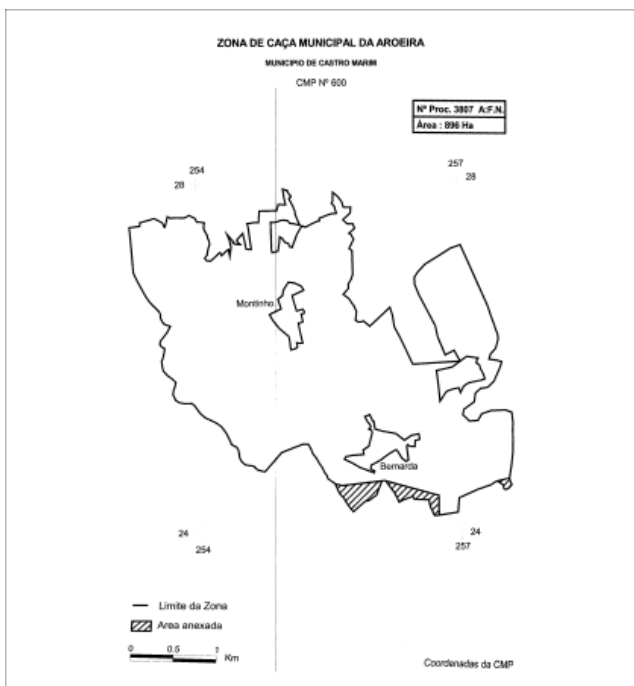 ZONA DE CAÇA MUNICIPAL DA AROEIRA
MUNICIPIO DE CASTRO MARIM
CMP Nº 600
Nº Proc. 3807 A.F.N.
Área : 896 Ha
254
28
257
28
Montinho
Bernarda
24
254
24
257
Limite da Zona
Area anexada
0 0.5 1
Km
Coordenadas da CMP